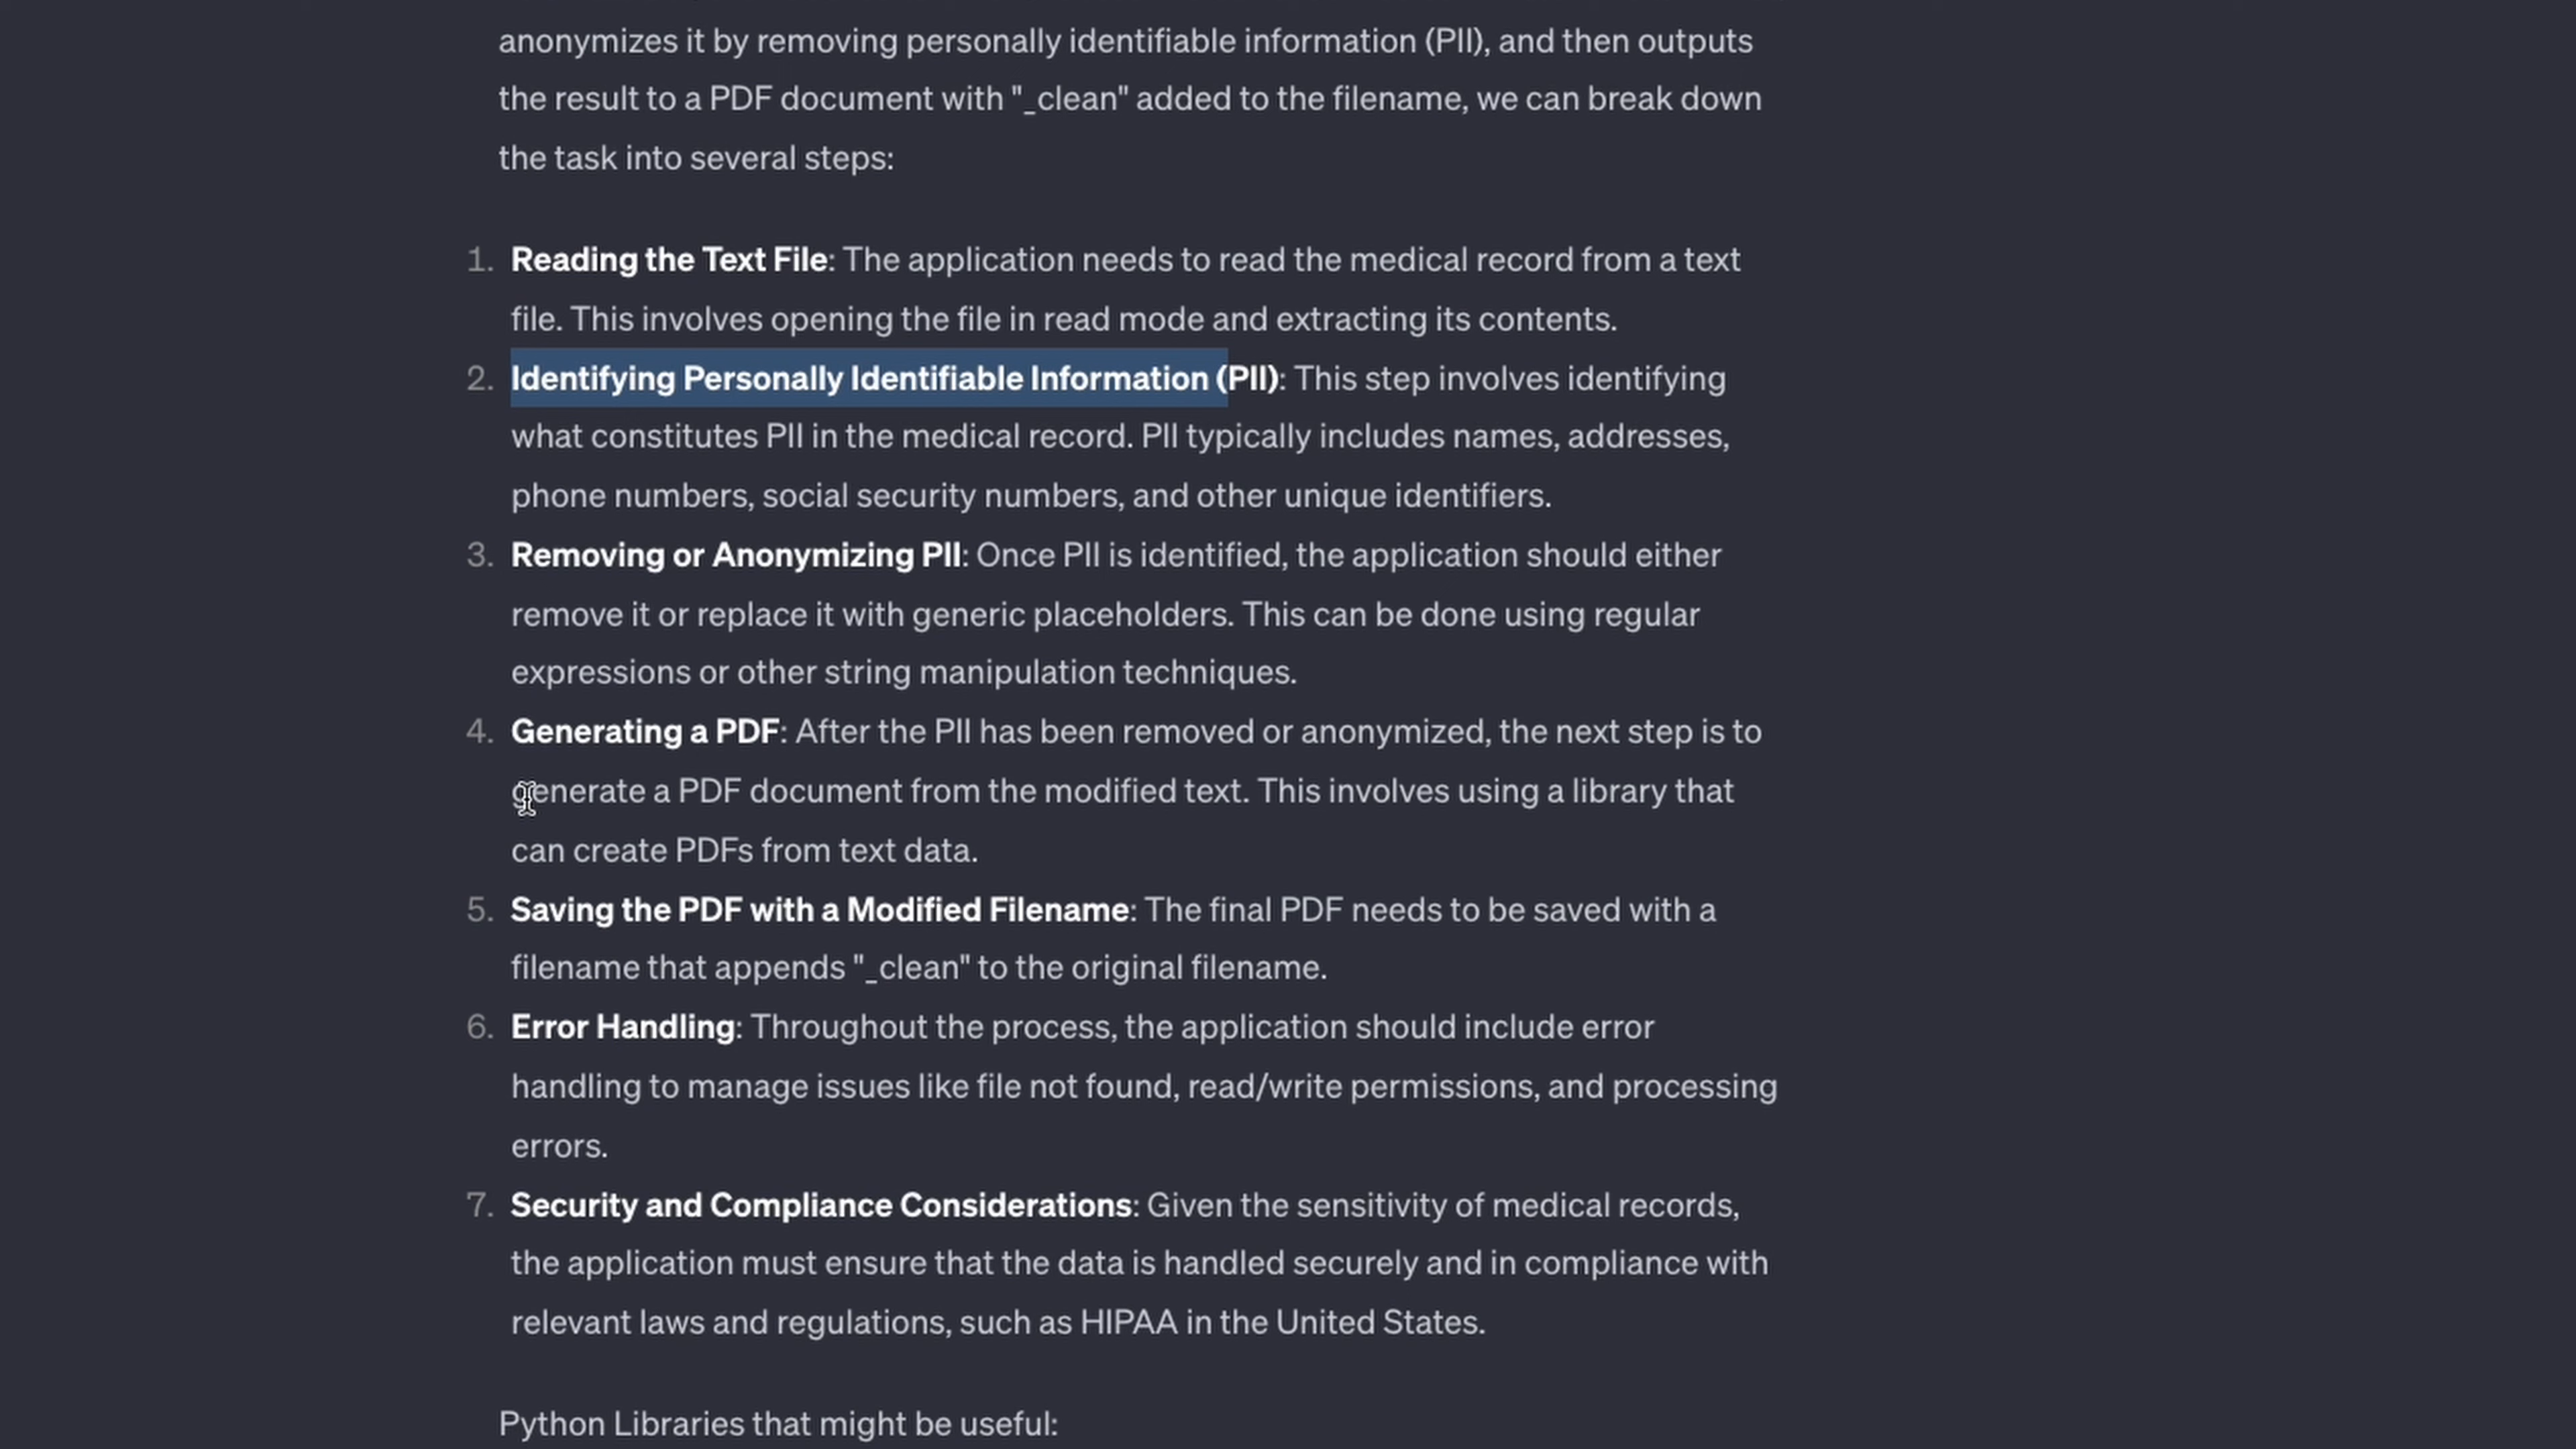 anonymizes it by removing personally identifiable information (PII), and then outputs
the result to a PDF document with "_clean" added to the filename, we can break down
the task into several steps:
1. Reading the Text File: The application needs to read the medical record from a text
file. This involves opening the file in read mode and extracting its contents.
2. Identifying Personally Identifiable Information (PII): This step involves identifying
what constitutes PII in the medical record. PII typically includes names, addresses,
phone numbers, social security numbers, and other unique identifiers.
3. Removing or Anonymizing PII: Once PII is identified, the application should either
remove it or replace it with generic placeholders. This can be done using regular
expressions or other string manipulation techniques.
4. Generating a PDF: After the PII has been removed or anonymized, the next step is to
generate a PDF document from the modified text. This involves using a library that
can create PDFs from text data.
5. Saving the PDF with a Modified Filename: The final PDF needs to be saved with a
filename that appends "_clean" to the original filename.
6. Error Handling: Throughout the process, the application should include error
handling to manage issues like file not found, read/write permissions, and processing
errors.
7. Security and Compliance Considerations: Given the sensitivity of medical records,
the application must ensure that the data is handled securely and in compliance with
relevant laws and regulations, such as HIPAA in the United States.
Python Libraries that might be useful: